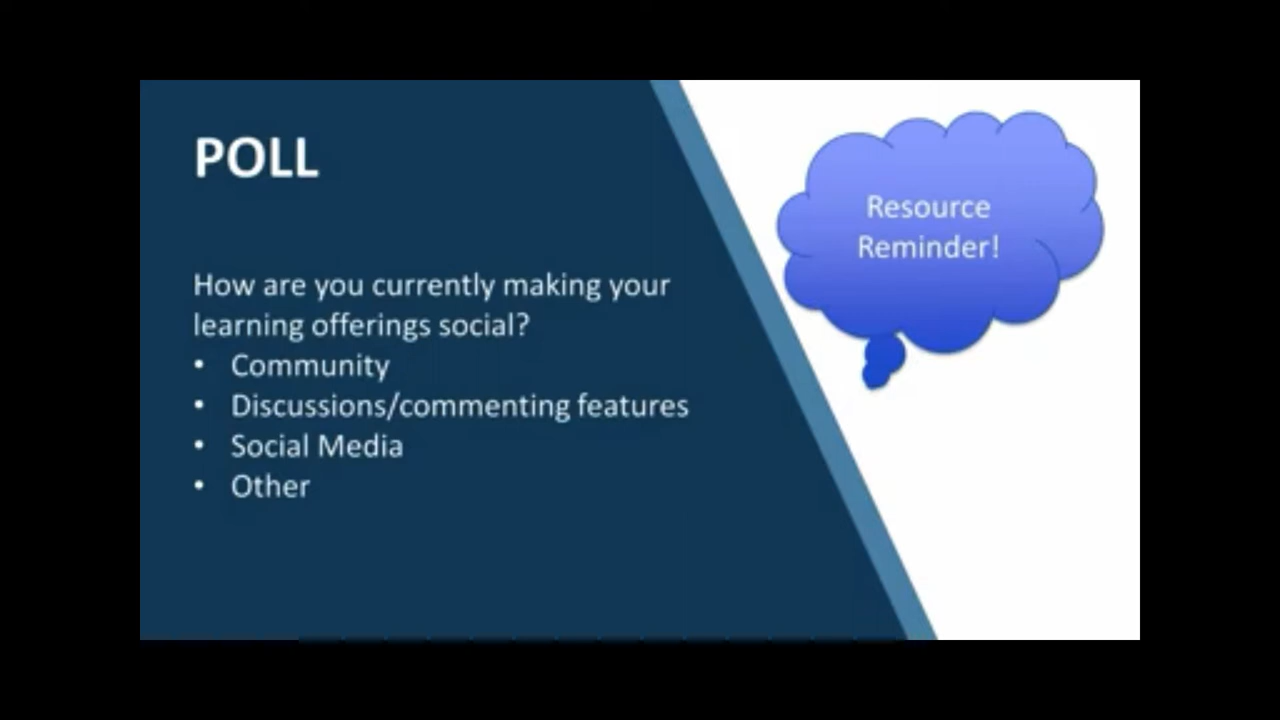 POLL
How are you currently making your
learning offerings social?
• Community
• Discussions/commenting features
• Social Media
• Other
Resource
Reminder!